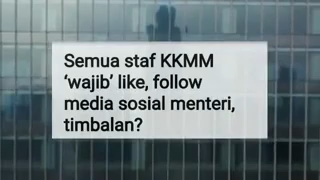 Semua staf KKMM
'wajib' like, follow
media sosial menteri,
timbalan?